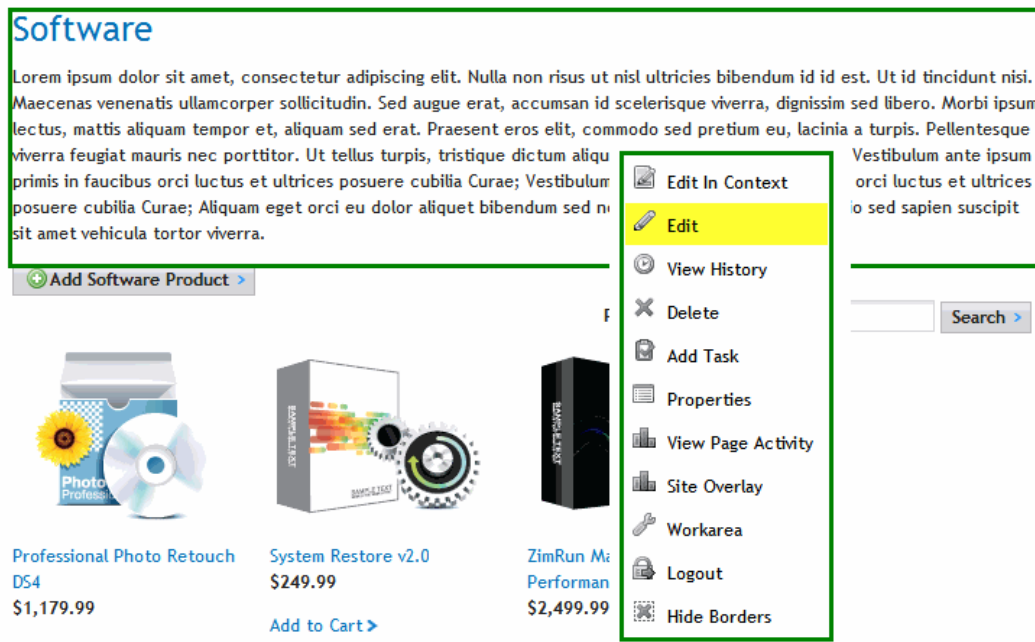 Software
Lorem ipsum dolor sit amet, consectetur adipiscing elit. Nulla non risus ut nisl ultricies bibendum id id est. Ut id tincidunt nisi.
Maecenas venenatis ullamcorper sollicitudin. Sed augue erat, accumsan id scelerisque viverra, dignissim sed libero. Morbi ipsum
lectus, mattis aliquam tempor et, aliquam sed erat. Praesent eros elit, commodo sed pretium eu, lacinia a turpis. Pellentesque
viverra feugiat mauris nec porttitor. Ut tellus turpis, tristique dictum aliqu Vestibulum ante ipsum
primis in faucibus orci luctus et ultrices posuere cubilia Curae; Vestibulum orci luctus et ultrices
posuere cubilia Curae; Aliquam eget orci eu dolor aliquet bibendum sed sed sapien suscipit
sit amet vehicula tortor viverra.
Add Software Product >
Search >
Edit In Context
Edit
View History
Delete
Add Task
Properties
View Page Activity
Site Overlay
Workarea
Logout
Hide Borders
Photo
SAMPLE TEXT
SAMPLE TEXT
SAMPLE TEXT
Professional Photo Retouch
DS4
$1,179.99
System Restore v2.0
$249.99
Add to Cart >
ZimRun Ma
Performan
$2,499.99